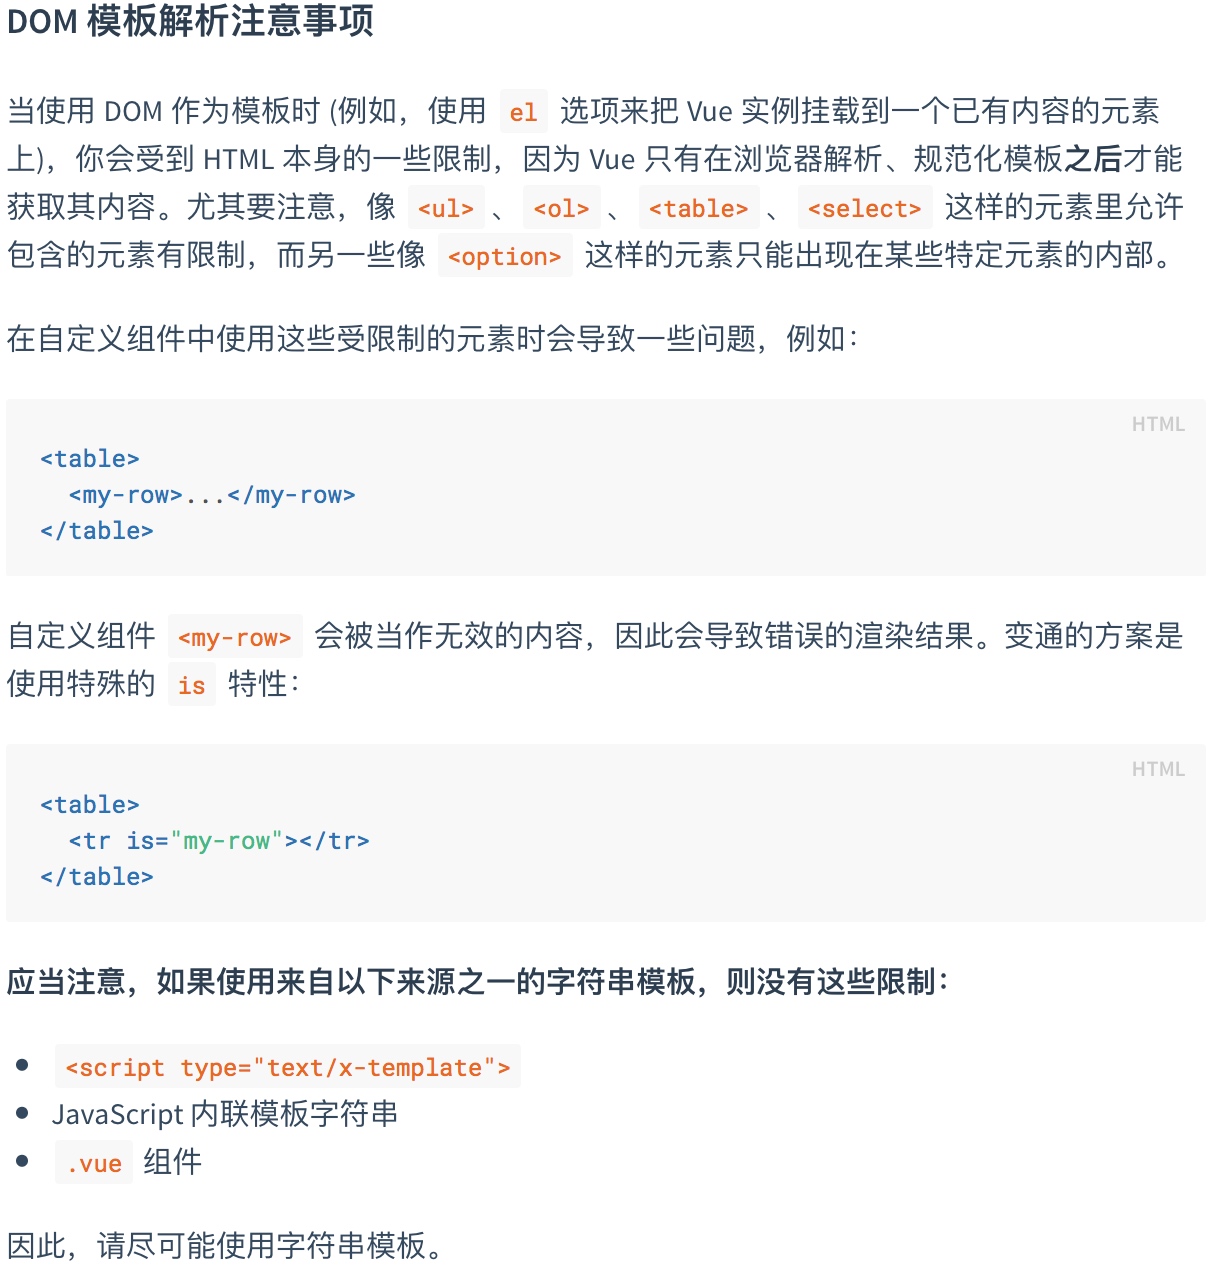 DOM 模板解析注意事项
当使用 DOM 作为模板时 (例如，使用 el 选项来把 Vue 实例挂载到一个已有内容的元素
上)，你会受到 HTML 本身的一些限制，因为 Vue 只有在浏览器解析、规范化模板之后才能
获取其内容。尤其要注意，像 <ul> 、 <ol> 、 <table> 、 <select> 这样的元素里允许
包含的元素有限制，而另一些像 <option> 这样的元素只能出现在某些特定元素的内部。
在自定义组件中使用这些受限制的元素时会导致一些问题，例如：
HTML
<table>
  <my-row>...</my-row>
</table>
自定义组件 <my-row> 会被当作无效的内容，因此会导致错误的渲染结果。变通的方案是
使用特殊的 is 特性：
HTML
<table>
  <tr is="my-row"></tr>
</table>
应当注意，如果使用来自以下来源之一的字符串模板，则没有这些限制：
• <script type="text/x-template">
• JavaScript 内联模板字符串
• .vue 组件
因此，请尽可能使用字符串模板。